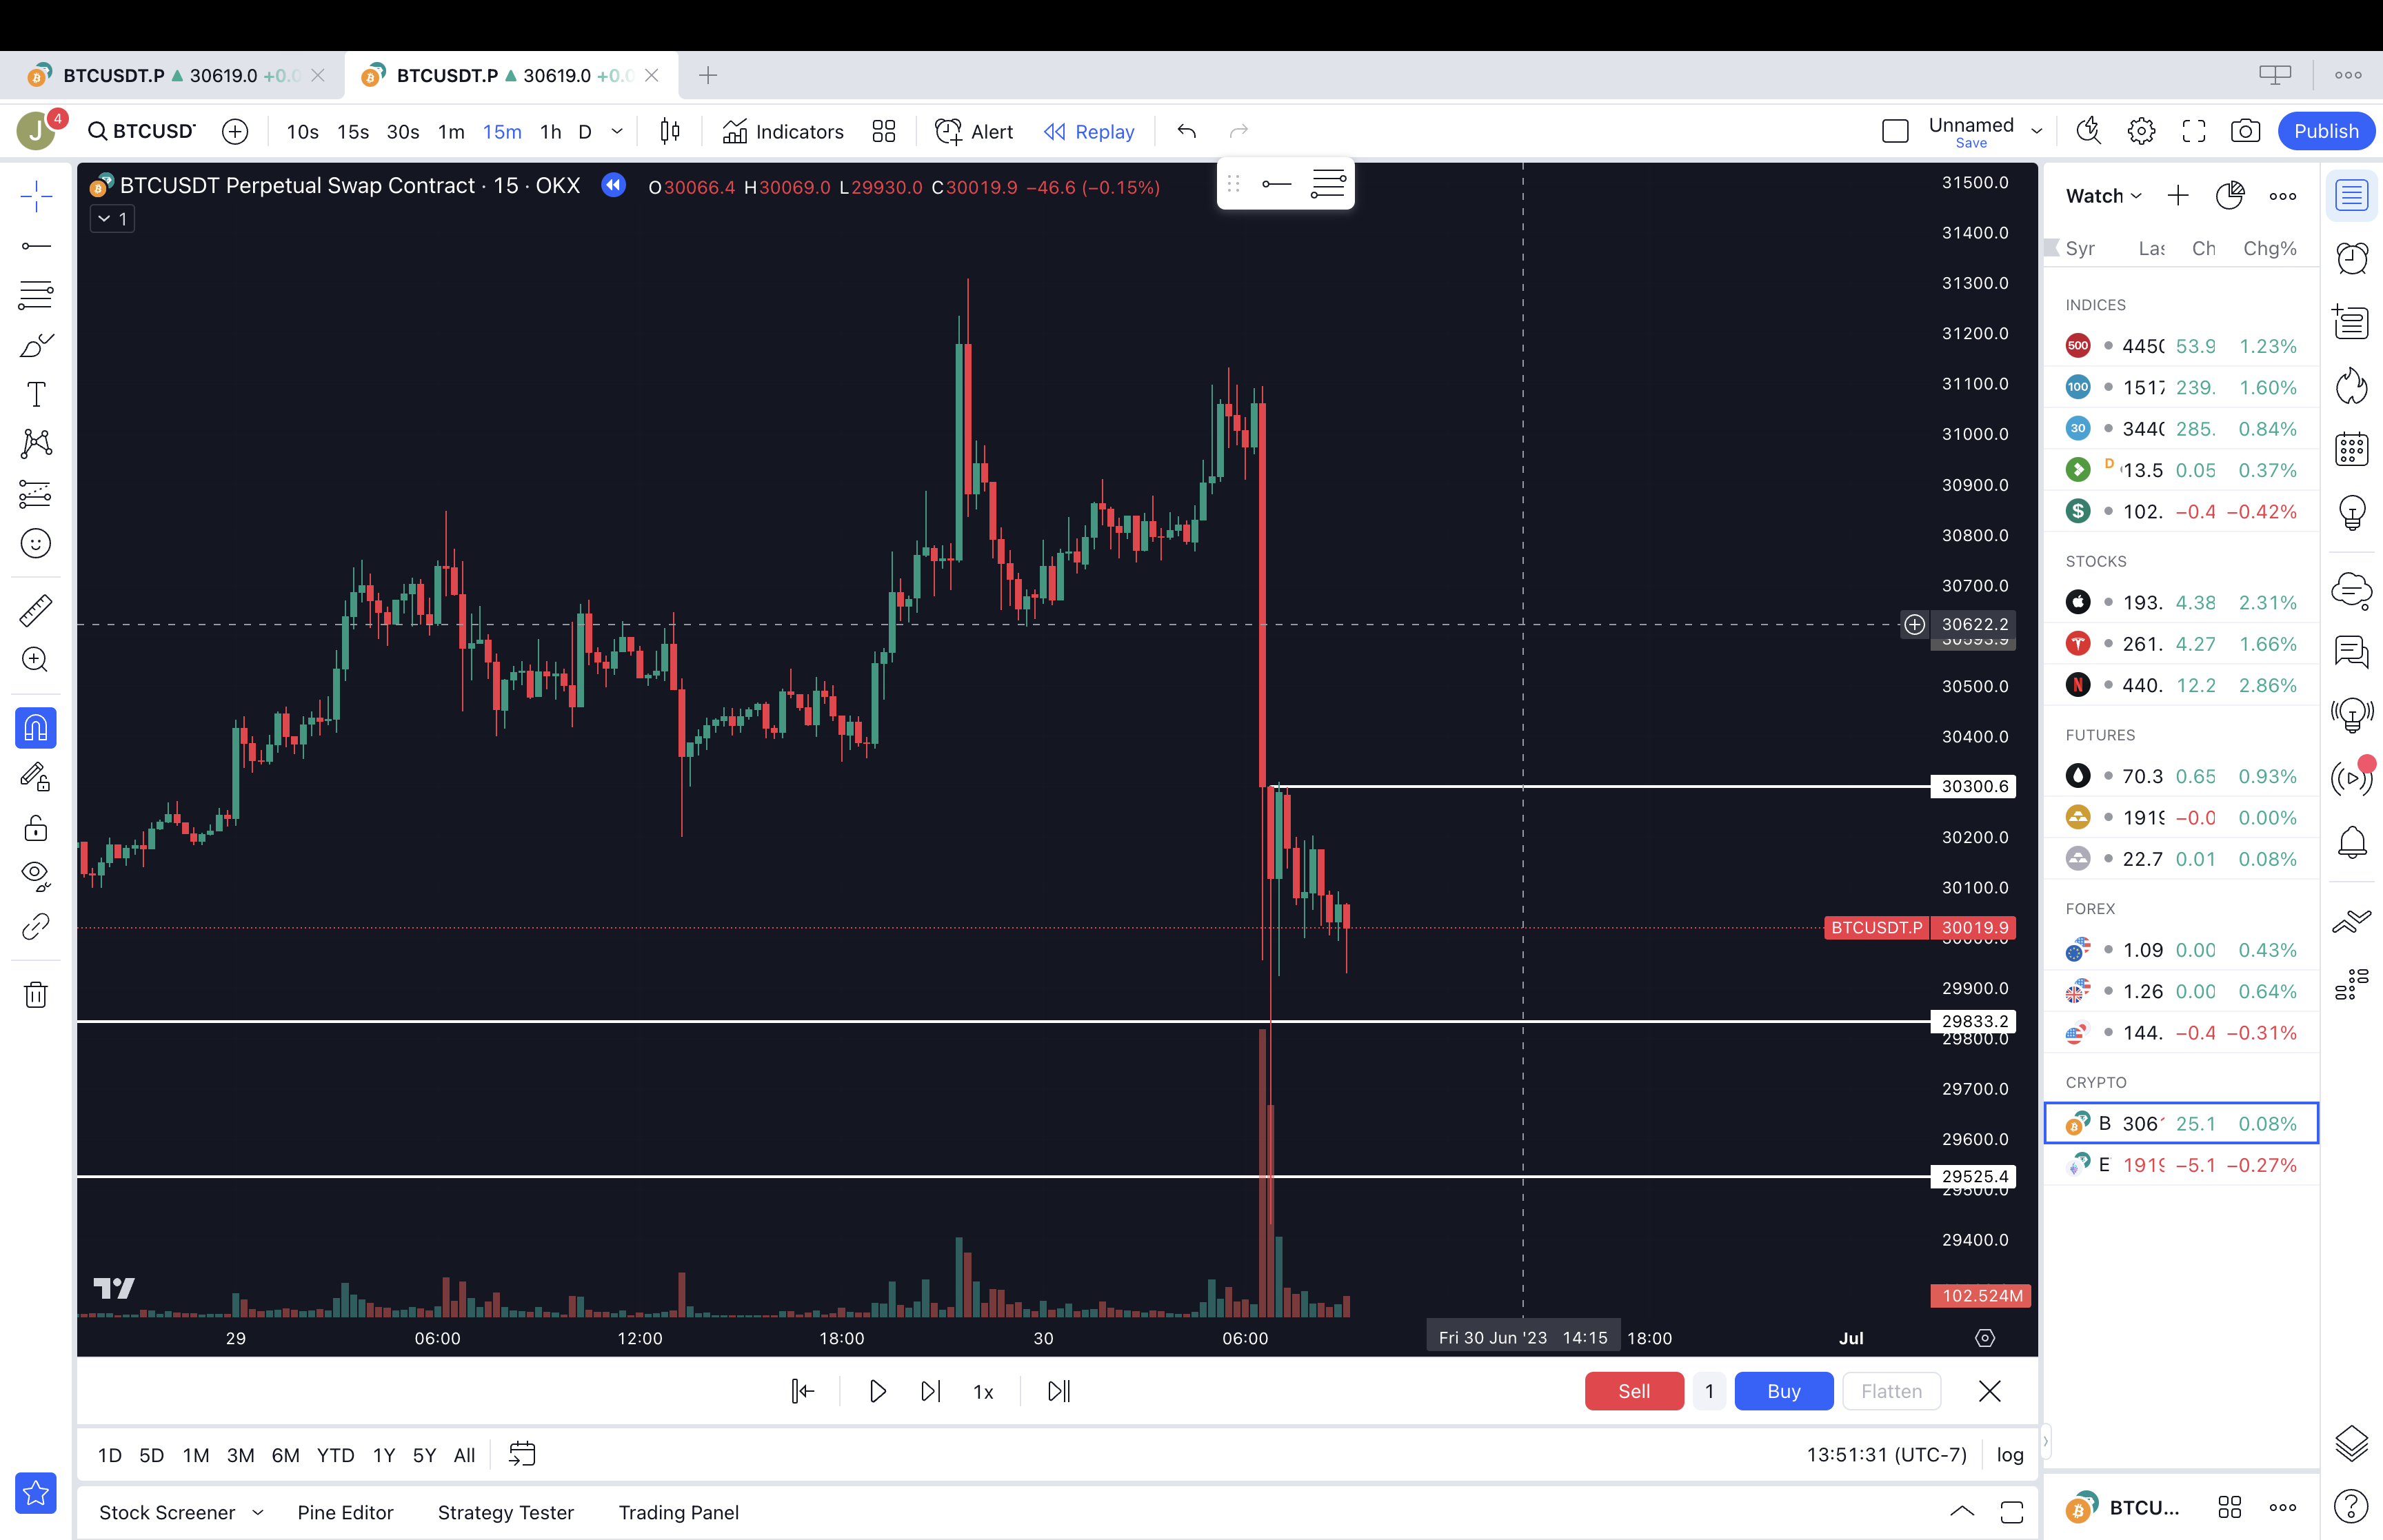 BTCUSDT.P 30619.0 +0.0
BTCUSDT.P 30619.0 +0.0
J 4 BTCUSDT 10s 15s 30s 1m 15m 1h D Indicators Alert Replay Unnamed Save Publish
BTCUSDT Perpetual Swap Contract · 15 · OKX O30066.4 H30069.0 L29930.0 C30019.9 −46.6 (−0.15%)
1
31500.0
31400.0
31300.0
31200.0
31100.0
31000.0
30900.0
30800.0
30700.0
30622.2
30593.9
30500.0
30400.0
30300.6
30200.0
30100.0
BTCUSDT.P 30019.9
30000.0
29900.0
29833.2
29800.0
29700.0
29600.0
29525.4
29500.0
29400.0
102.524M
29 06:00 12:00 18:00 30 06:00 Fri 30 Jun '23 14:15 18:00 Jul
1x Sell 1 Buy Flatten
1D 5D 1M 3M 6M YTD 1Y 5Y All 13:51:31 (UTC-7) log
Stock Screener Pine Editor Strategy Tester Trading Panel
Watch
Syr Las Ch Chg%
INDICES
500 445 53.9 1.23%
100 1517 239. 1.60%
30 344 285. 0.84%
D 13.5 0.05 0.37%
$ 102. −0.4 −0.42%
STOCKS
193. 4.38 2.31%
261. 4.27 1.66%
N 440. 12.2 2.86%
FUTURES
70.3 0.65 0.93%
1919 −0.0 0.00%
22.7 0.01 0.08%
FOREX
1.09 0.00 0.43%
1.26 0.00 0.64%
144. −0.4 −0.31%
CRYPTO
B 306 25.1 0.08%
E 1919 −5.1 −0.27%
BTCU...